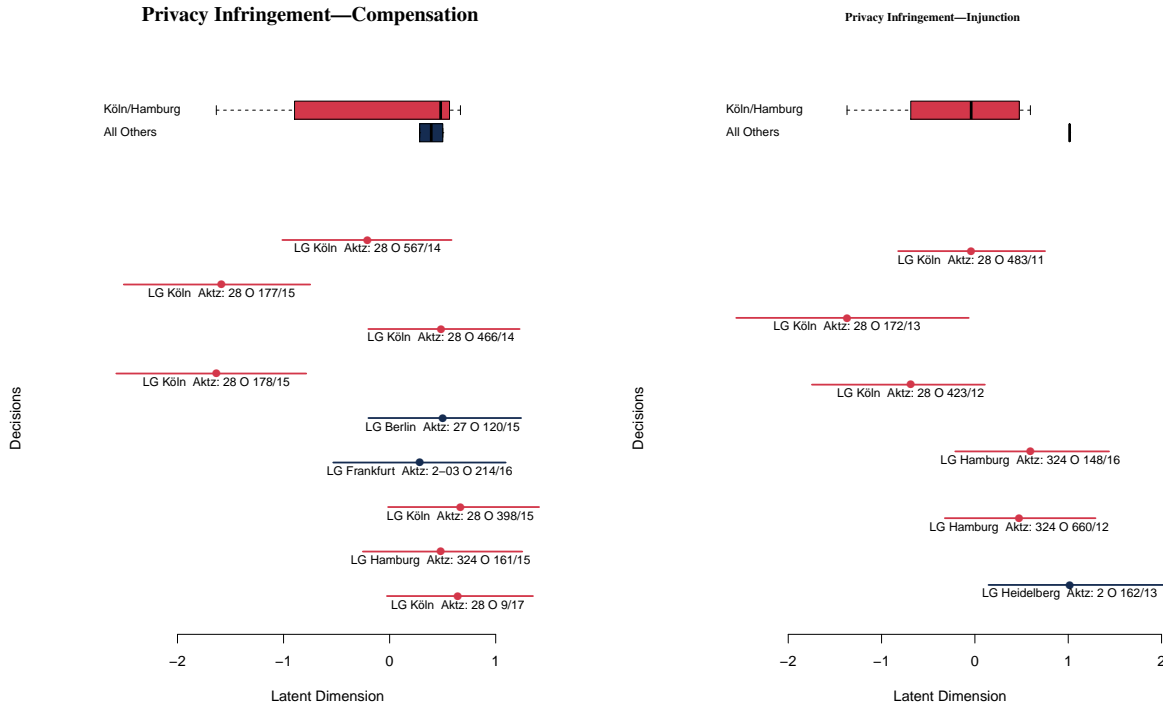 Privacy Infringement—Compensation
Köln/Hamburg
All Others
LG Köln Aktz: 28 O 567/14
LG Köln Aktz: 28 O 177/15
LG Köln Aktz: 28 O 466/14
LG Köln Aktz: 28 O 178/15
LG Berlin Aktz: 27 O 120/15
LG Frankfurt Aktz: 2–03 O 214/16
LG Köln Aktz: 28 O 398/15
LG Hamburg Aktz: 324 O 161/15
LG Köln Aktz: 28 O 9/17
Decisions
−2 −1 0 1
Latent Dimension
Privacy Infringement—Injunction
Köln/Hamburg
All Others
LG Köln Aktz: 28 O 483/11
LG Köln Aktz: 28 O 172/13
LG Köln Aktz: 28 O 423/12
LG Hamburg Aktz: 324 O 148/16
LG Hamburg Aktz: 324 O 660/12
LG Heidelberg Aktz: 2 O 162/13
Decisions
−2 −1 0 1 2
Latent Dimension